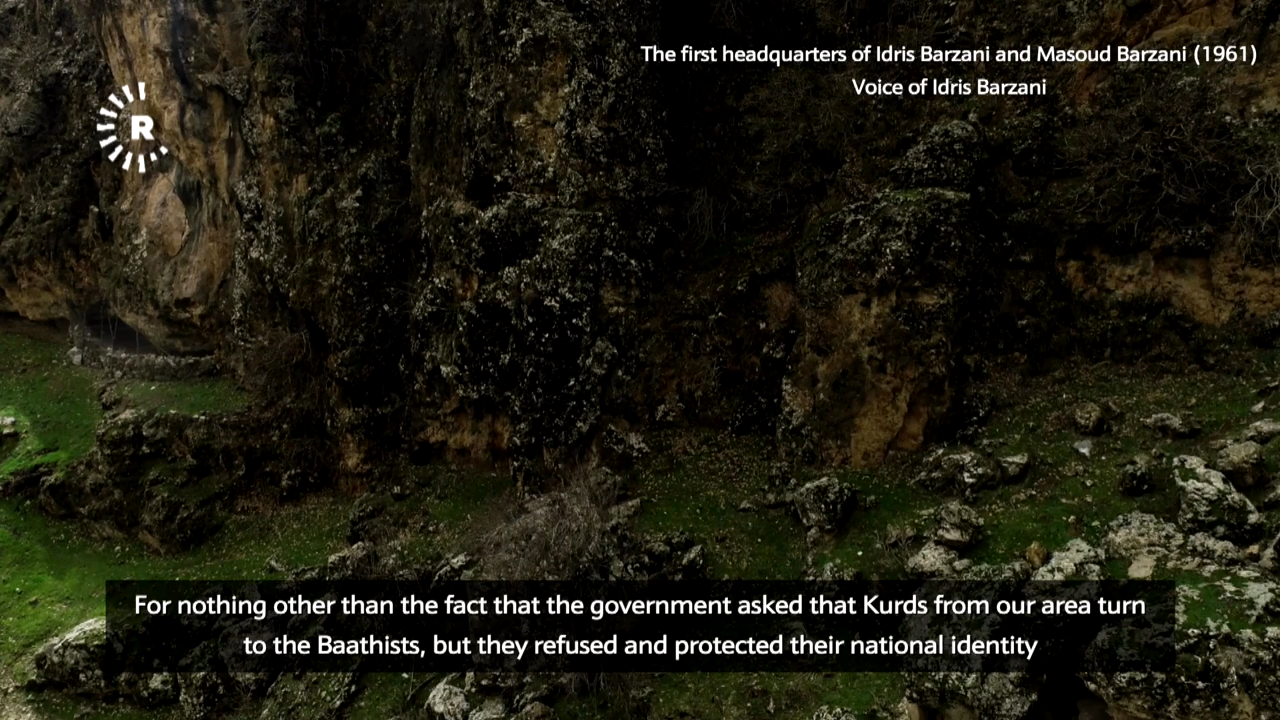 The first headquarters of Idris Barzani and Masoud Barzani (1961)
Voice of Idris Barzani
R
For nothing other than the fact that the government asked that Kurds from our area turn
to the Baathists, but they refused and protected their national identity